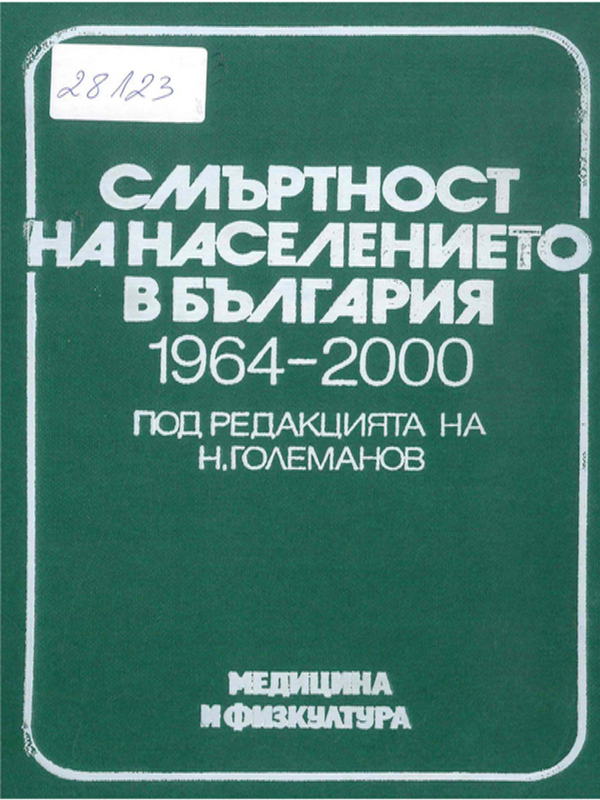 28123
СМЪРТНОСТ
НА НАСЕЛЕНИЕТО
В БЪЛГАРИЯ
1964-2000
ПОД РЕДАКЦИЯТА НА
Н.ГОЛЕМАНОВ
МЕДИЦИНА
И ФИЗКУЛТУРА